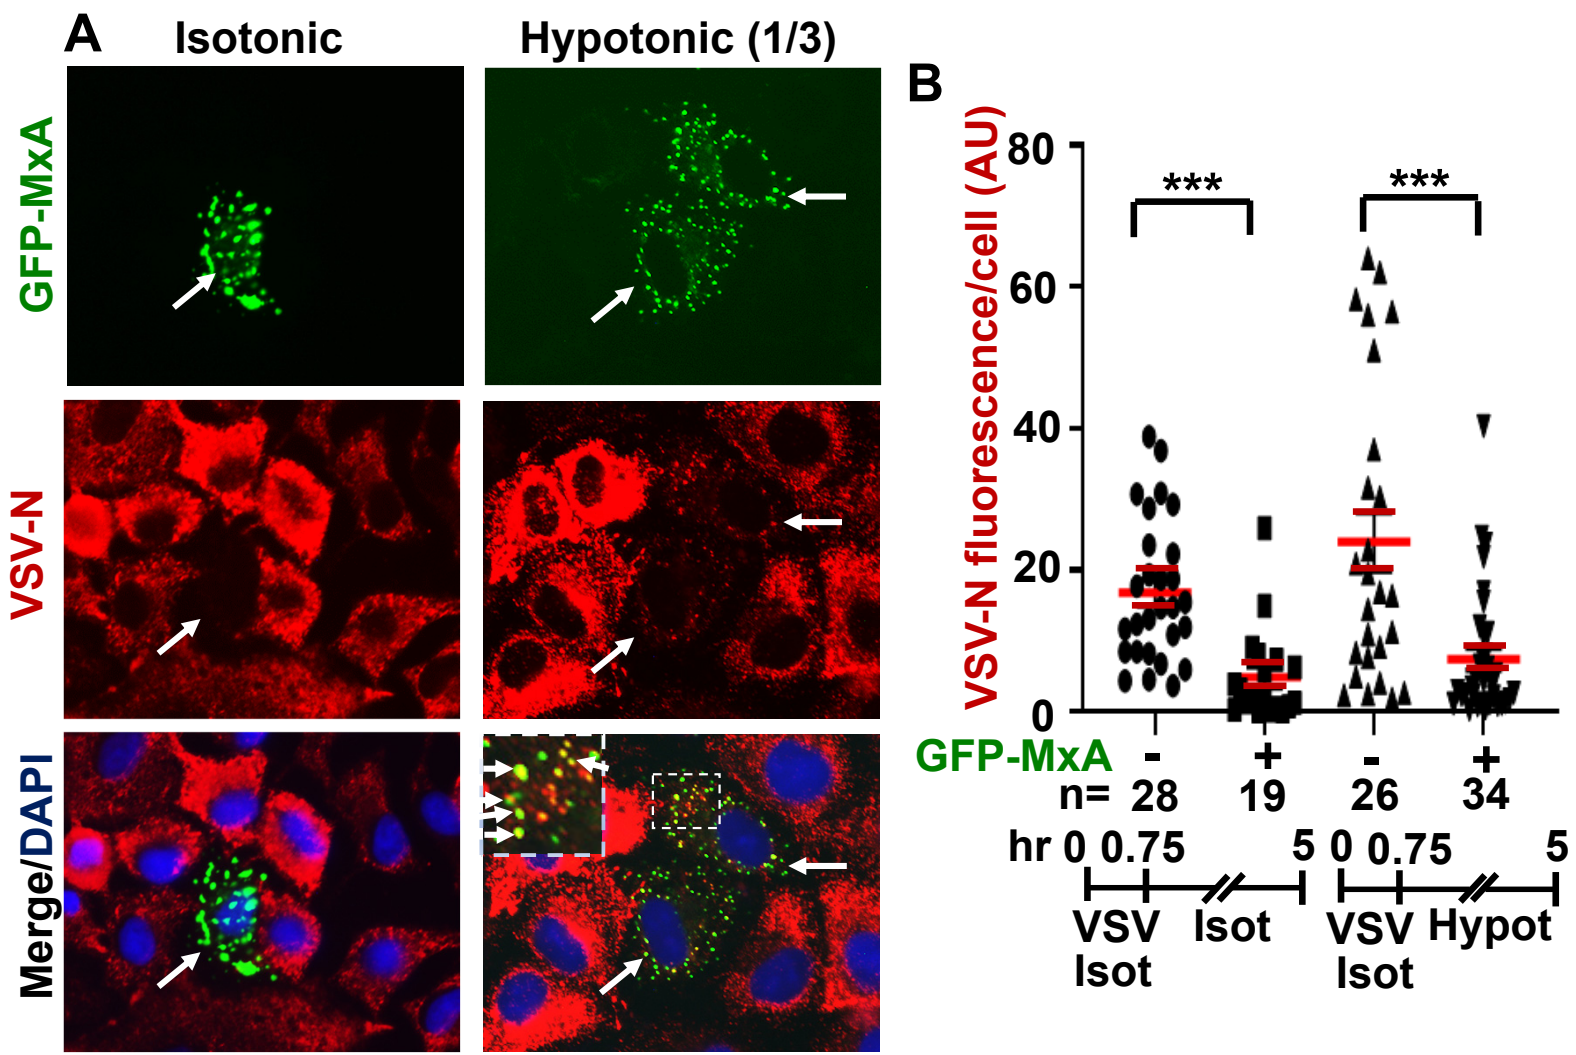 A
Isotonic
Hypotonic (1/3)
GFP-MxA
VSV-N
Merge/DAPI
B
VSV-N fluorescence/cell (AU)
80
60
40
20
0
***
***
GFP-MxA - + - +
n= 28 19 26 34
hr 0 0.75 5 0 0.75 5
VSV Isot VSV Hypot
Isot Isot